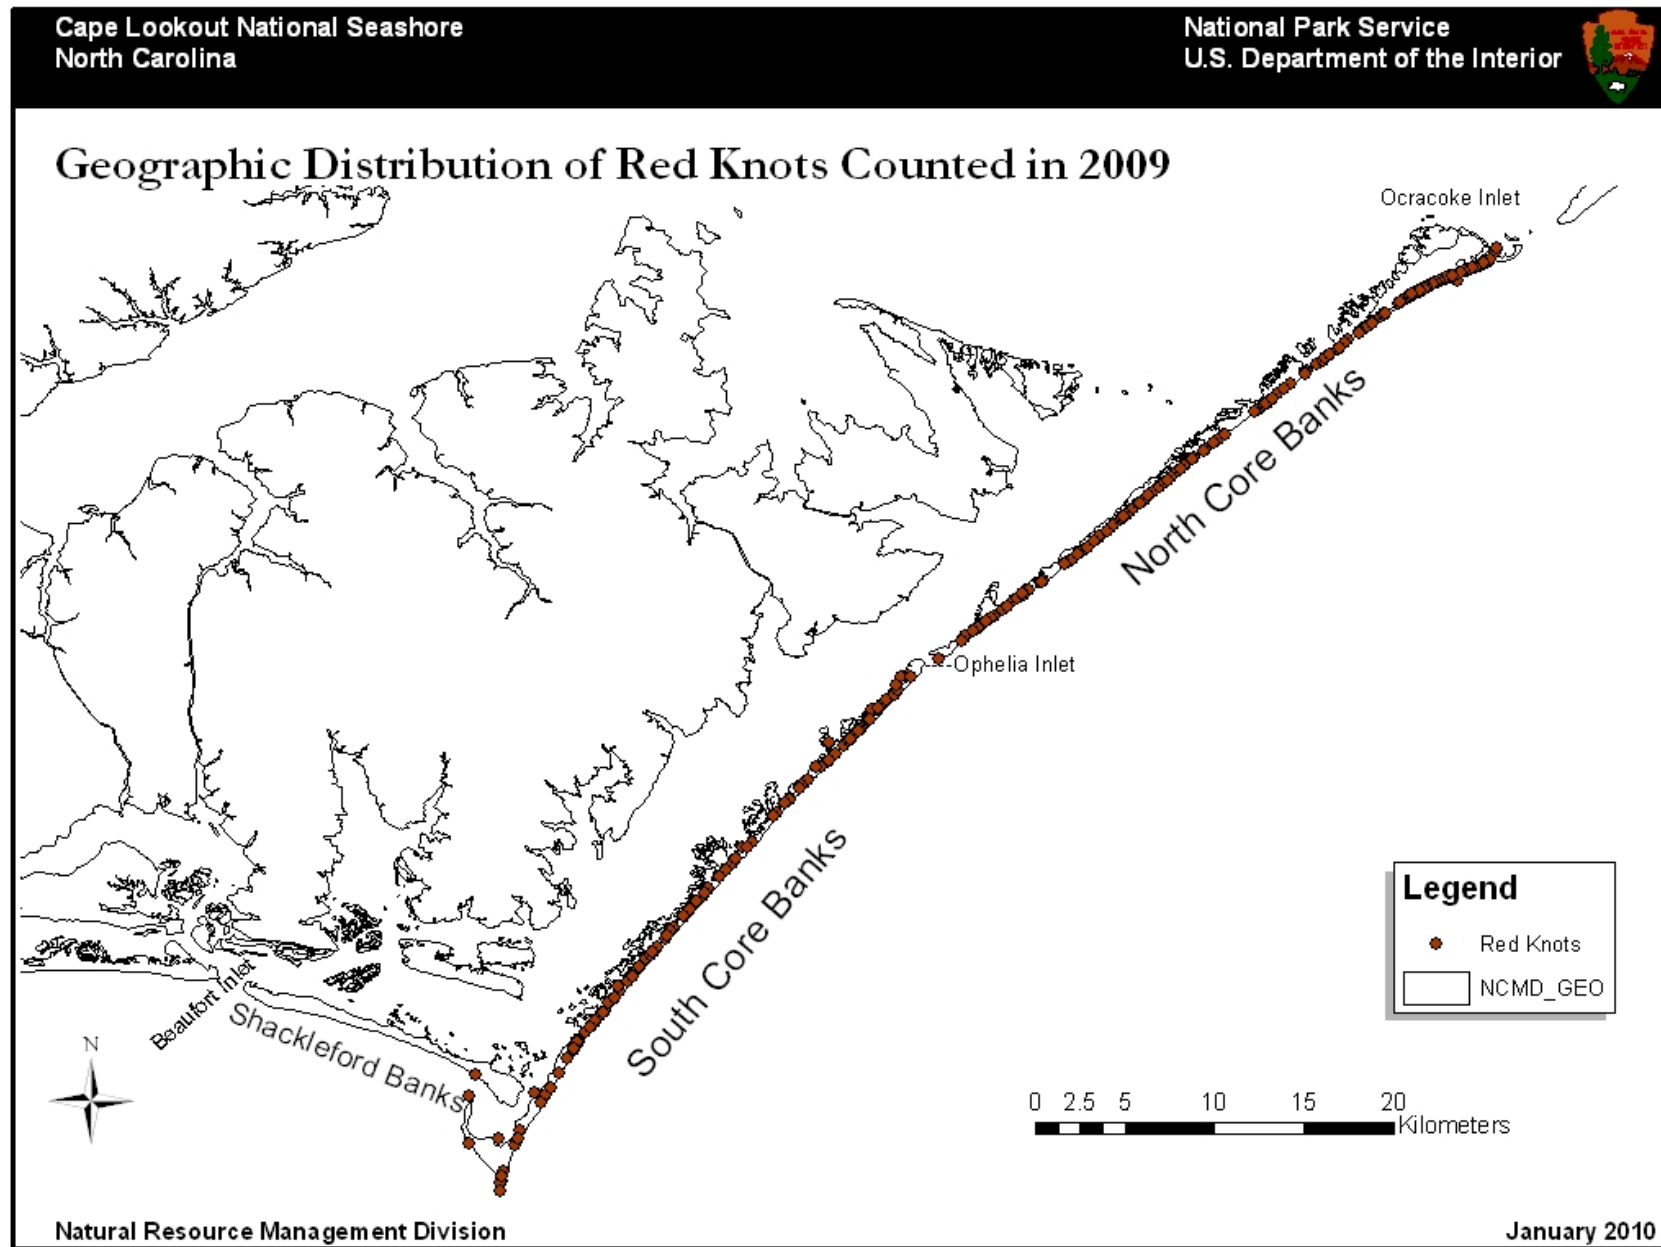 Cape Lookout National Seashore
North Carolina
National Park Service
U.S. Department of the Interior
Geographic Distribution of Red Knots Counted in 2009
Ocracoke Inlet
North Core Banks
Ophelia Inlet
South Core Banks
Beaufort Inlet
Shackleford Banks
N
Legend
Red Knots
NCMD_GEO
0 2.5 5 10 15 20
Kilometers
Natural Resource Management Division
January 2010